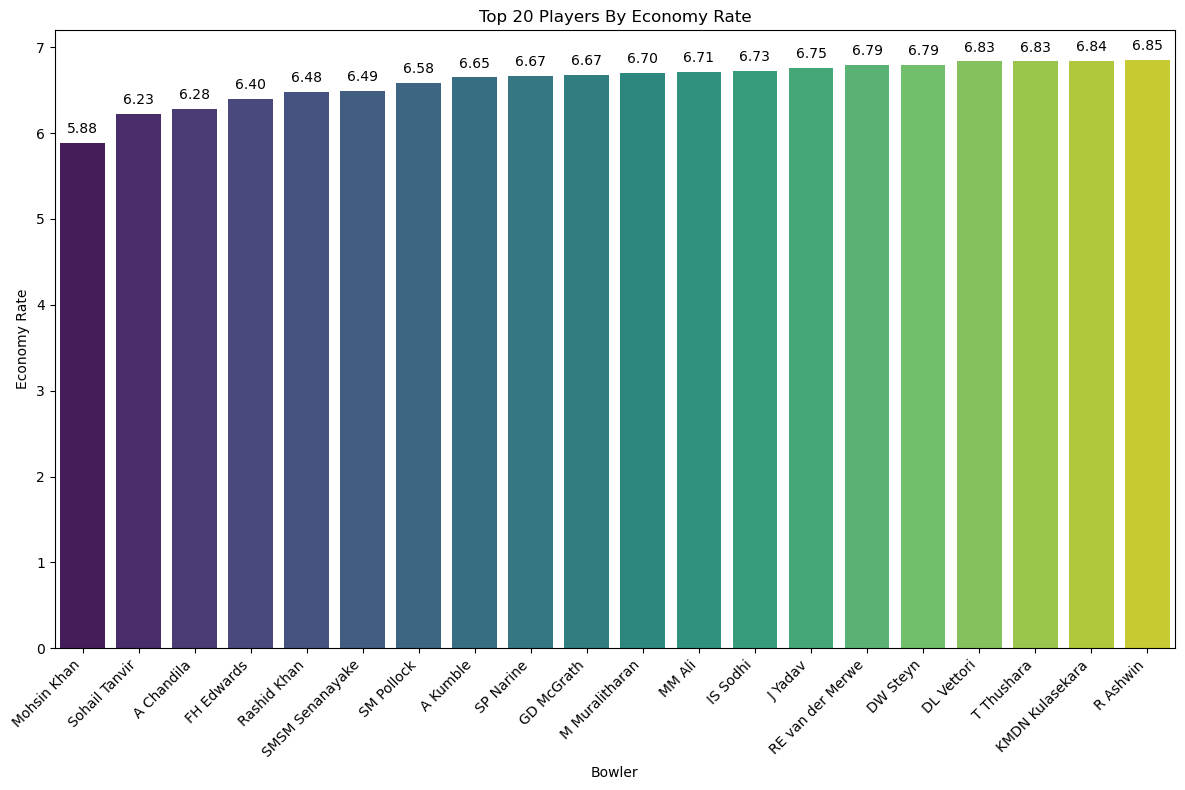 Top 20 Players By Economy Rate
Economy Rate
7
6
5
4
3
2
1
0
5.88
6.23
6.28
6.40
6.48
6.49
6.58
6.65
6.67
6.67
6.70
6.71
6.73
6.75
6.79
6.79
6.83
6.83
6.84
6.85
Mohsin Khan
Sohail Tanvir
A Chandila
FH Edwards
Rashid Khan
SMSM Senanayake
SM Pollock
A Kumble
SP Narine
GD McGrath
M Muralitharan
MM Ali
IS Sodhi
J Yadav
RE van der Merwe
DW Steyn
DL Vettori
T Thushara
KMDN Kulasekara
R Ashwin
Bowler